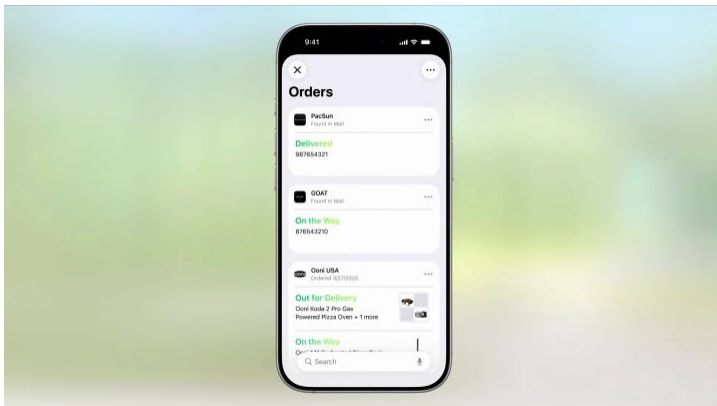 9:41
Orders
PacSun
Found in Mail
Delivered
987654321
GOAT
Found in Mail
On the Way
876543210
ooni
Ooni USA
Ordered 3/27/2025
Out for Delivery
Ooni Koda 2 Pro Gas
Powered Pizza Oven + 1 more
On the Way
Search